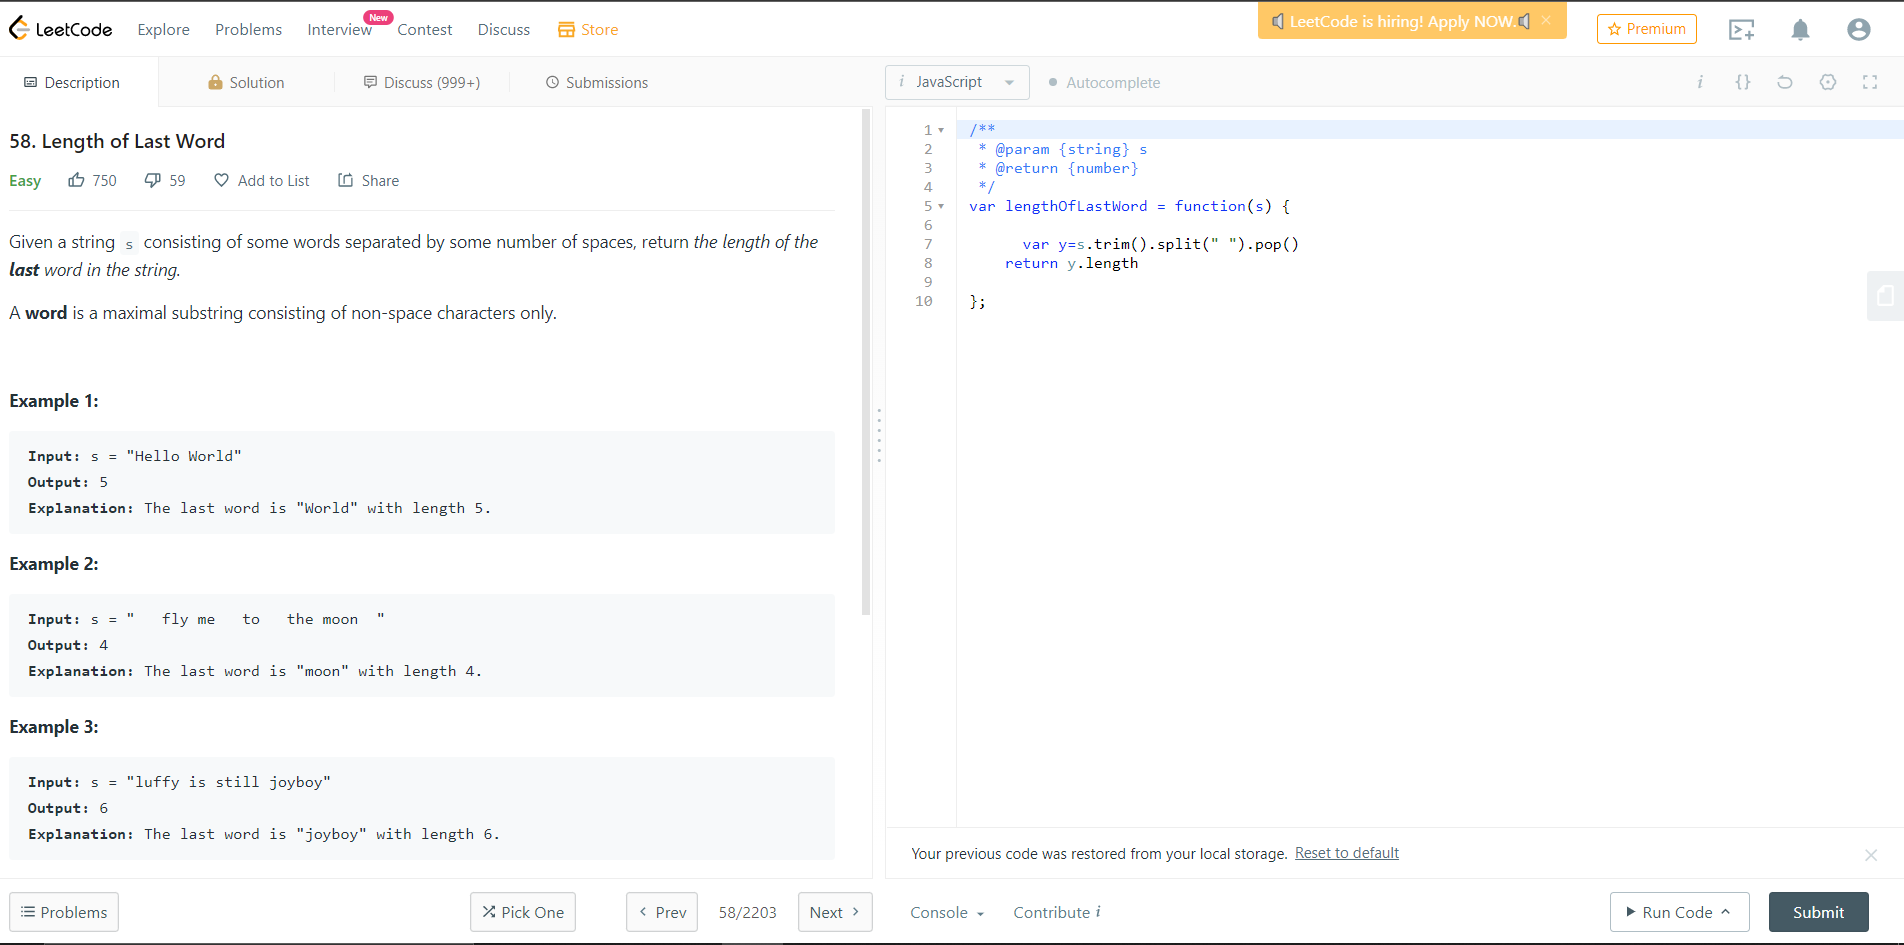 LeetCode Explore Problems Interview New Contest Discuss Store LeetCode is hiring! Apply NOW. × Premium
Description Solution Discuss (999+) Submissions
i JavaScript Autocomplete i {}
58. Length of Last Word
Easy 750 59 Add to List Share
Given a string s consisting of some words separated by some number of spaces, return the length of the
last word in the string.
A word is a maximal substring consisting of non-space characters only.
Example 1:
Input: s = "Hello World"
Output: 5
Explanation: The last word is "World" with length 5.
Example 2:
Input: s = "   fly me   to   the moon  "
Output: 4
Explanation: The last word is "moon" with length 4.
Example 3:
Input: s = "luffy is still joyboy"
Output: 6
Explanation: The last word is "joyboy" with length 6.
1 /**
2 * @param {string} s
3 * @return {number}
4 */
5 var lengthOfLastWord = function(s) {
6
7 var y=s.trim().split(" ").pop()
8 return y.length
9
10 };
Your previous code was restored from your local storage. Reset to default
Problems Pick One Prev 58/2203 Next Console Contribute i Run Code Submit